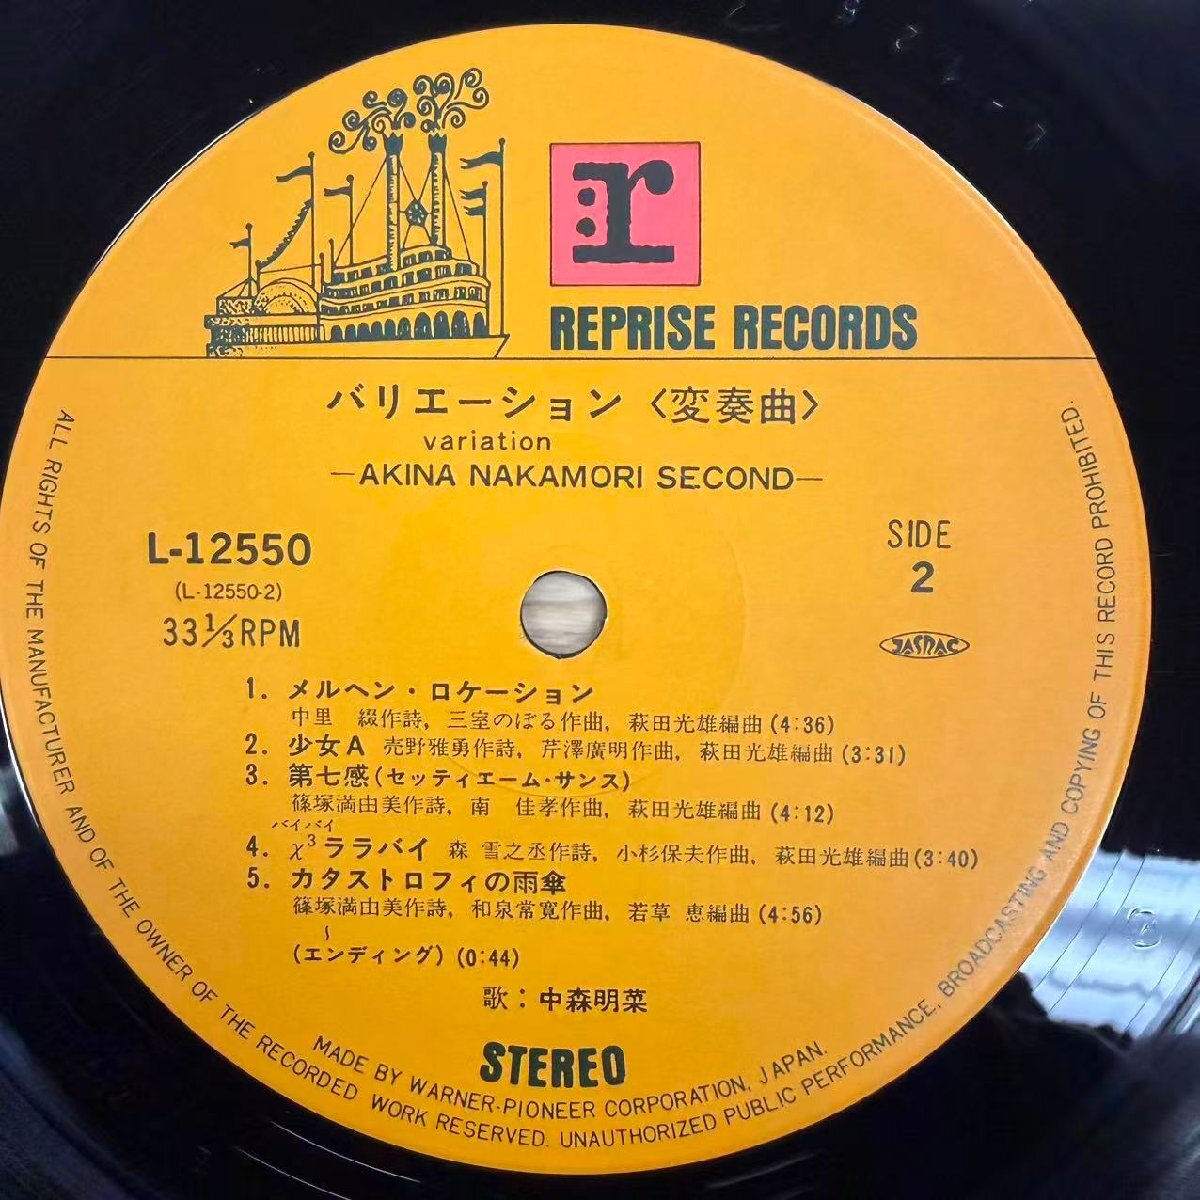 r
REPRISE RECORDS
バリエーション〈変奏曲〉
variation
—AKINA NAKAMORI SECOND—
L-12550
(L-12550-2)
33⅓RPM
SIDE
2
JASRAC
1. メルヘン・ロケーション
中里 綴作詩, 三室のぼる作曲, 萩田光雄編曲 (4:36)
2. 少女A 売野雅勇作詩, 芹澤廣明作曲, 萩田光雄編曲 (3:31)
3. 第七感(セッティエーム・サンス)
篠塚満由美作詩, 南 佳孝作曲, 萩田光雄編曲 (4:12)
バイバイ
4. χ³ララバイ 森 雪之丞作詩, 小杉保夫作曲, 萩田光雄編曲(3:40)
5. カタストロフィの雨傘
篠塚満由美作詩, 和泉常寛作曲, 若草 恵編曲 (4:56)
〜
(エンディング) (0:44)
歌：中森明菜
STEREO
MADE BY WARNER-PIONEER CORPORATION, JAPAN.
ALL RIGHTS OF THE MANUFACTURER AND OF THE OWNER OF THE RECORDED WORK RESERVED. UNAUTHORIZED PUBLIC PERFORMANCE, BROADCASTING AND COPYING OF THIS RECORD PROHIBITED.